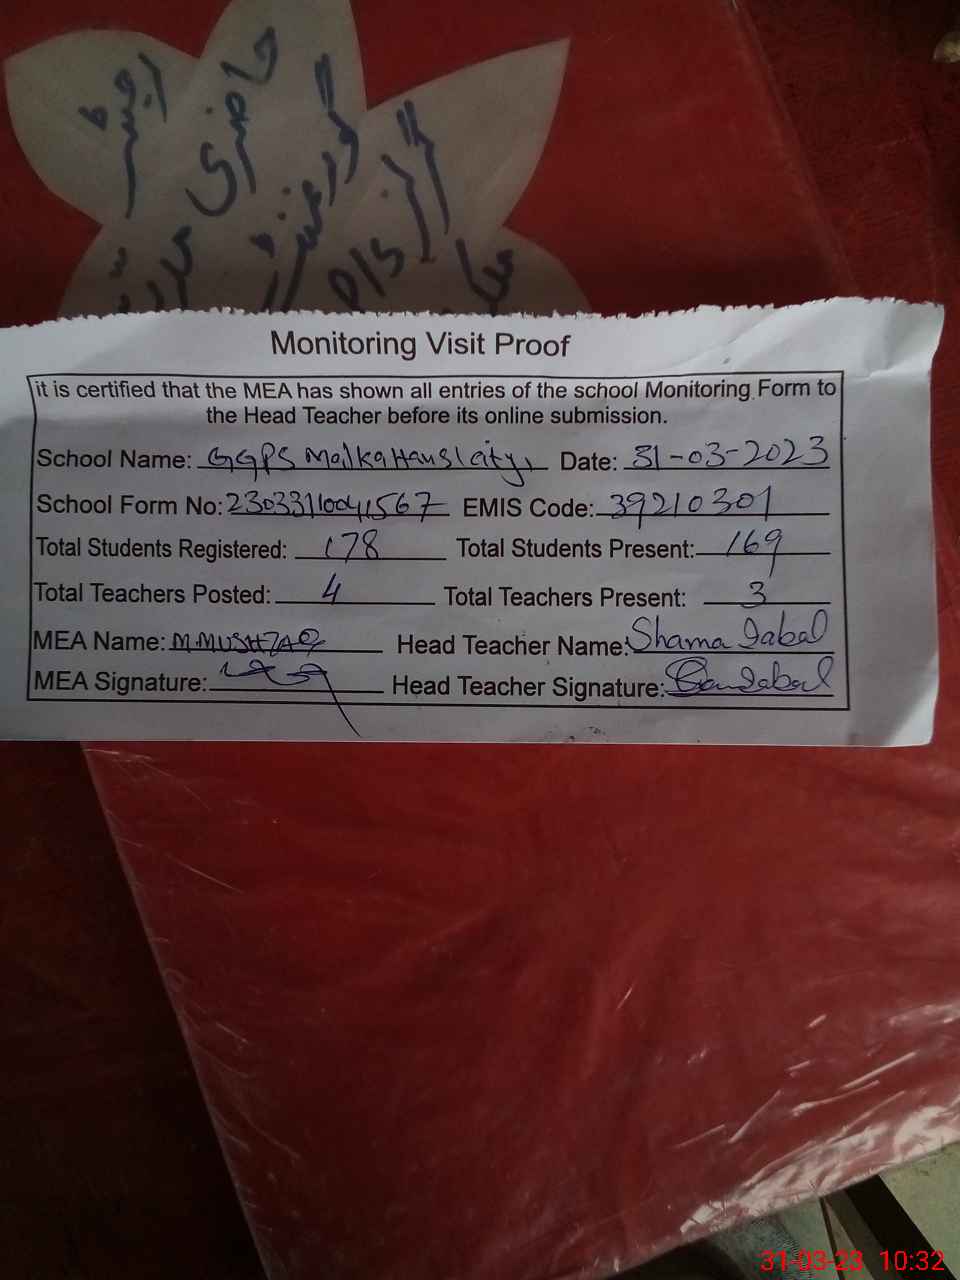 حاضری
Monitoring Visit Proof
it is certified that the MEA has shown all entries of the school Monitoring Form to
the Head Teacher before its online submission.
School Name: GGPS Malka Hans city, Date: 31-03-2023
School Form No: EMIS Code: 39210301
Total Students Registered: 178 Total Students Present: 169
Total Teachers Posted: 4 Total Teachers Present: 3
MEA Name: M.MUSHTAQ Head Teacher Name: Shama Iqbal
MEA Signature: Head Teacher Signature:
31-03-23 10:32